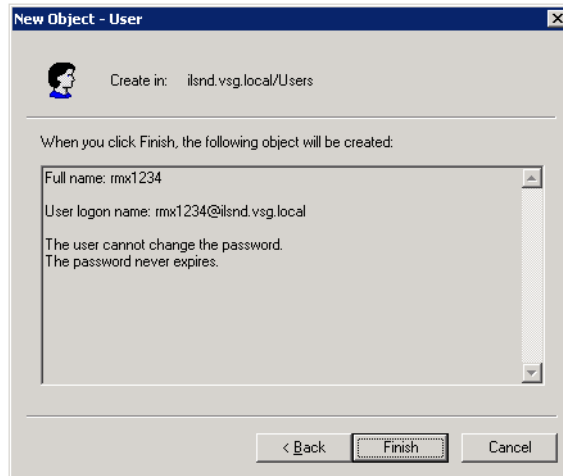 New Object - User
Create in: ilsnd.vsg.local/Users
When you click Finish, the following object will be created:
Full name: rmx1234
User logon name: rmx1234@ilsnd.vsg.local
The user cannot change the password.
The password never expires.
< Back
Finish
Cancel